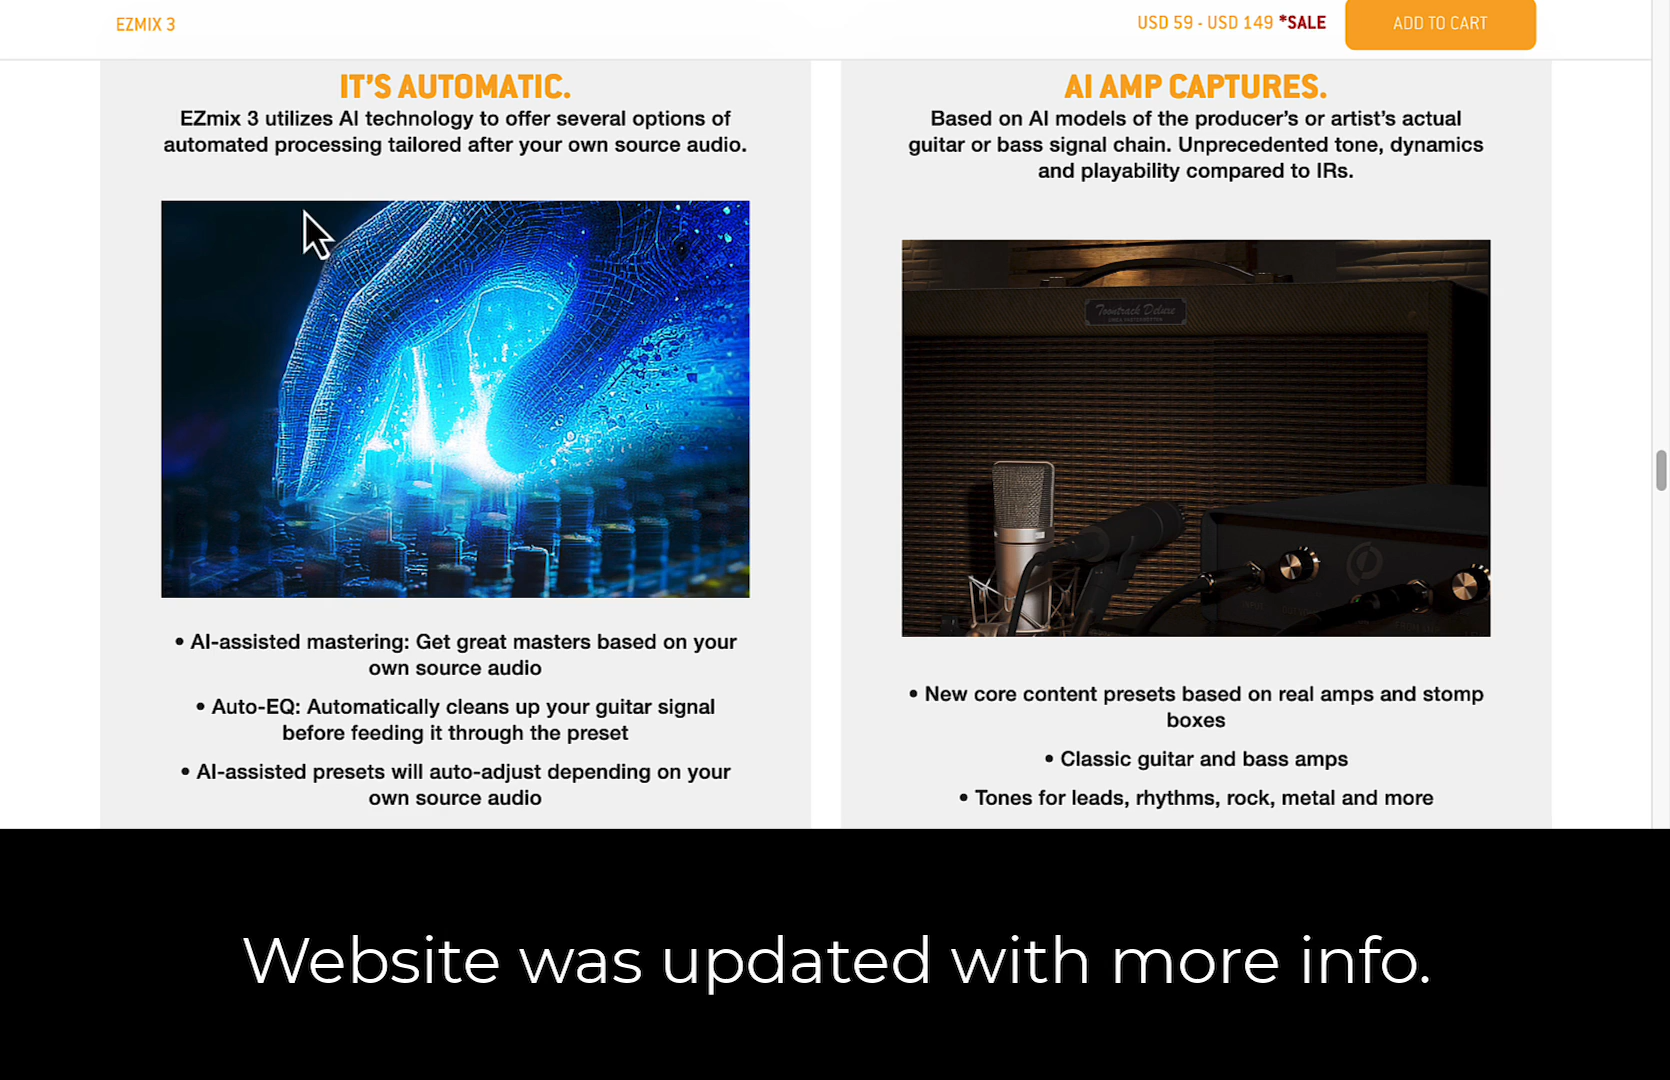 EZMIX 3
USD 59 - USD 149 *SALE
ADD TO CART
IT'S AUTOMATIC.
EZmix 3 utilizes AI technology to offer several options of
automated processing tailored after your own source audio.
• AI-assisted mastering: Get great masters based on your
own source audio
• Auto-EQ: Automatically cleans up your guitar signal
before feeding it through the preset
• AI-assisted presets will auto-adjust depending on your
own source audio
AI AMP CAPTURES.
Based on AI models of the producer's or artist's actual
guitar or bass signal chain. Unprecedented tone, dynamics
and playability compared to IRs.
Toontrack Deluxe
• New core content presets based on real amps and stomp
boxes
• Classic guitar and bass amps
• Tones for leads, rhythms, rock, metal and more
Website was updated with more info.